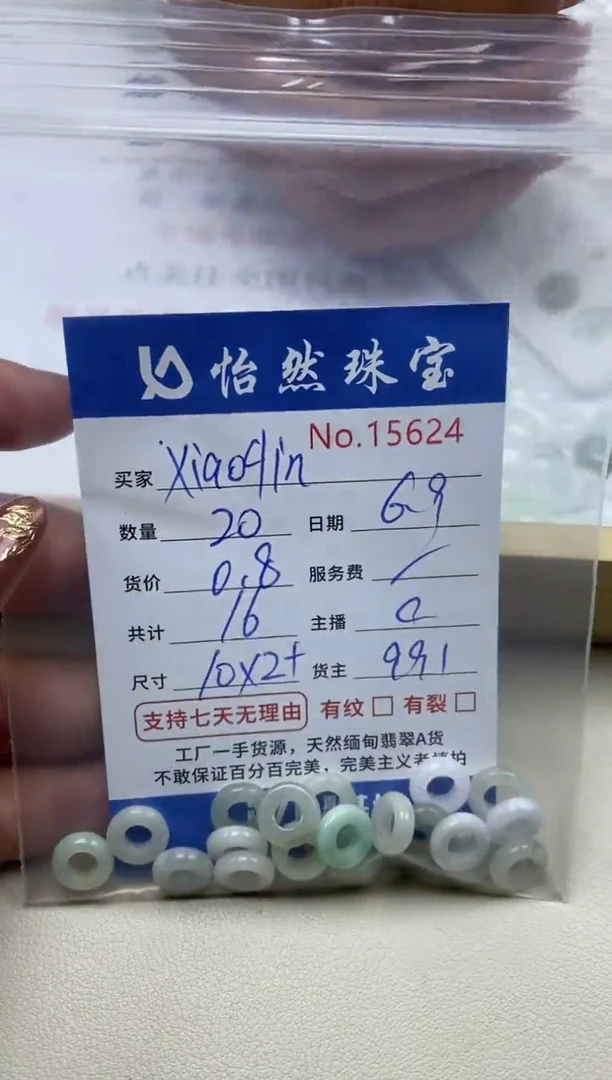 怡然珠宝
No.15624
买家 Xiaoqin
数量 20 日期 6.9
货价 0.8 服务费 /
共计 16 主播
尺寸 10x2+ 货主 991
支持七天无理由 有纹 有裂
工厂一手货源，天然缅甸翡翠A货
不敢保证百分百完美，完美主义者慎拍